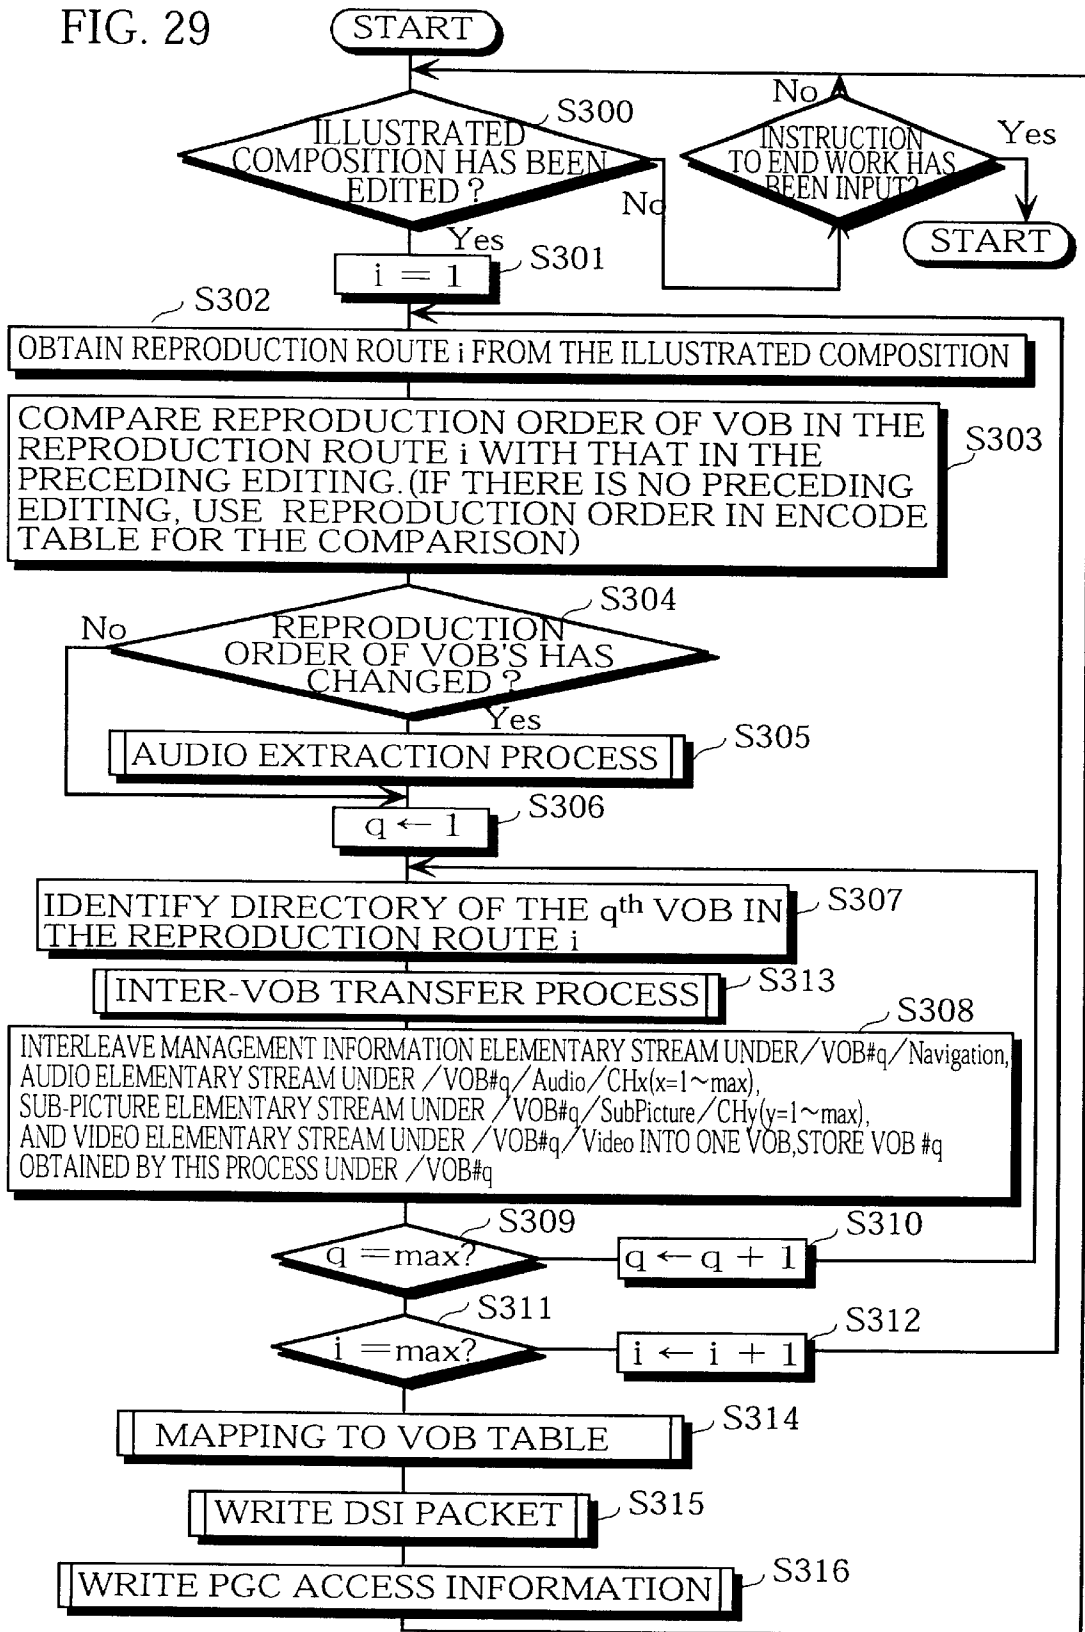 FIG. 29
START
S300
ILLUSTRATED
COMPOSITION HAS BEEN
EDITED ?
No
Yes
No
INSTRUCTION
TO END WORK HAS
BEEN INPUT?
Yes
START
S301
i = 1
S302
OBTAIN REPRODUCTION ROUTE i FROM THE ILLUSTRATED COMPOSITION
COMPARE REPRODUCTION ORDER OF VOB IN THE
REPRODUCTION ROUTE i WITH THAT IN THE
PRECEDING EDITING.(IF THERE IS NO PRECEDING
EDITING, USE REPRODUCTION ORDER IN ENCODE
TABLE FOR THE COMPARISON)
S303
S304
No
REPRODUCTION
ORDER OF VOB'S HAS
CHANGED ?
Yes
AUDIO EXTRACTION PROCESS
S305
q ← 1
S306
IDENTIFY DIRECTORY OF THE qth VOB IN
THE REPRODUCTION ROUTE i
S307
INTER-VOB TRANSFER PROCESS
S313
S308
INTERLEAVE MANAGEMENT INFORMATION ELEMENTARY STREAM UNDER/VOB#q/Navigation,
AUDIO ELEMENTARY STREAM UNDER /VOB#q/Audio/CHx(x=1~max),
SUB-PICTURE ELEMENTARY STREAM UNDER /VOB#q/SubPicture/CHy(y=1~max),
AND VIDEO ELEMENTARY STREAM UNDER /VOB#q/Video INTO ONE VOB,STORE VOB #q
OBTAINED BY THIS PROCESS UNDER /VOB#q
S309
q =max?
S310
q ← q + 1
S311
i =max?
S312
i ← i + 1
MAPPING TO VOB TABLE
S314
WRITE DSI PACKET
S315
WRITE PGC ACCESS INFORMATION
S316